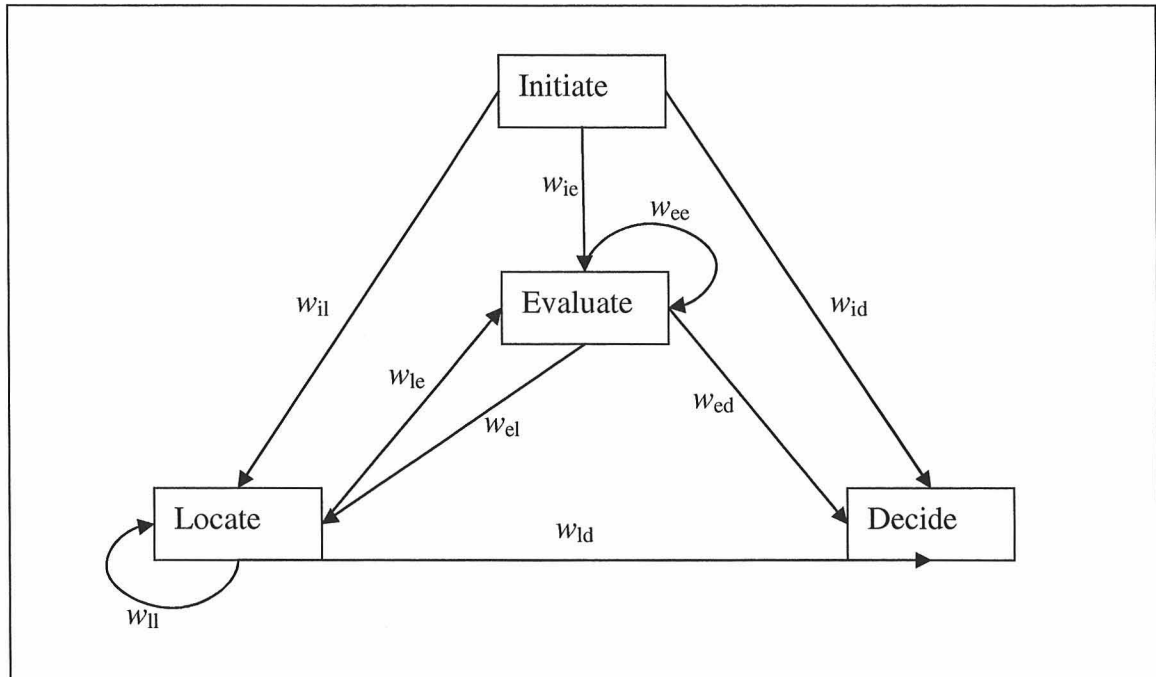 Initiate
w_ie
w_ee
w_il
Evaluate
w_id
w_le
w_el
w_ed
Locate
w_ld
Decide
w_ll